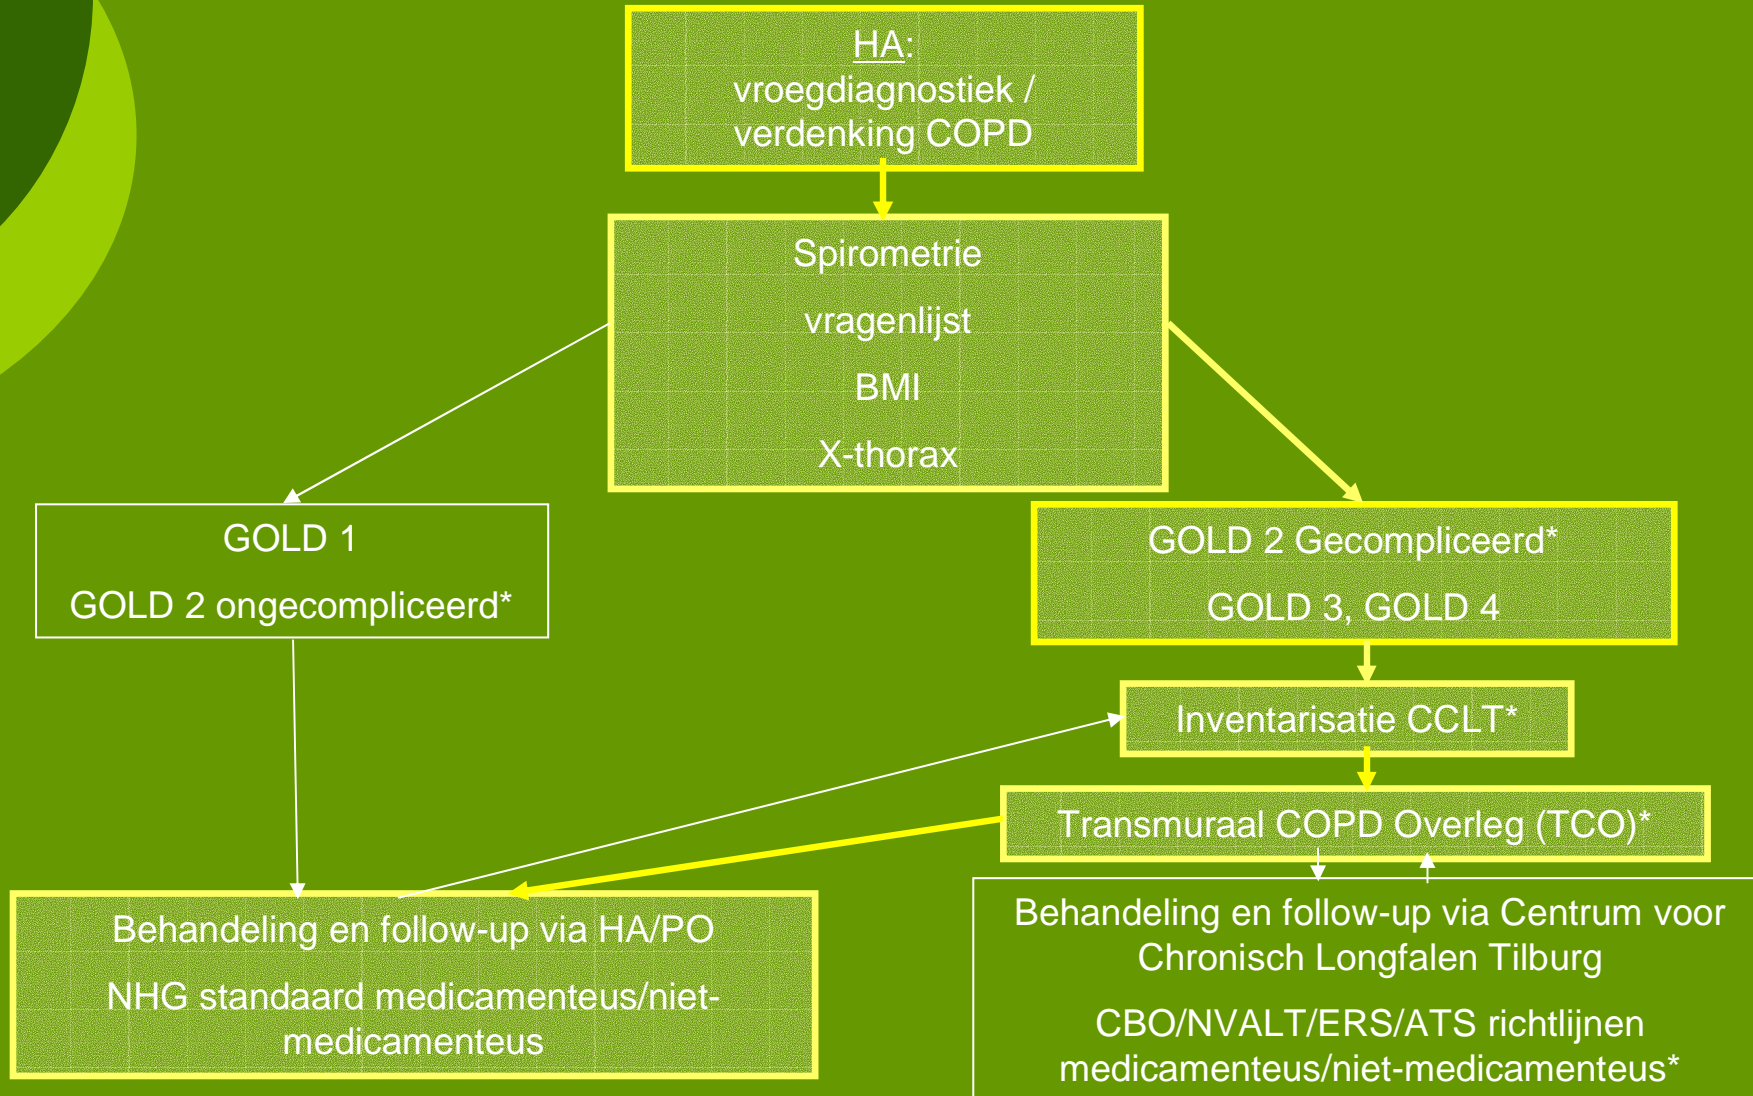 HA:
vroegdiagnostiek /
verdenking COPD
Spirometrie
vragenlijst
BMI
X-thorax
GOLD 1
GOLD 2 ongecompliceerd*
GOLD 2 Gecompliceerd*
GOLD 3, GOLD 4
Inventarisatie CCLT*
Transmuraal COPD Overleg (TCO)*
Behandeling en follow-up via HA/PO
NHG standaard medicamenteus/niet-
medicamenteus
Behandeling en follow-up via Centrum voor
Chronisch Longfalen Tilburg
CBO/NVALT/ERS/ATS richtlijnen
medicamenteus/niet-medicamenteus*